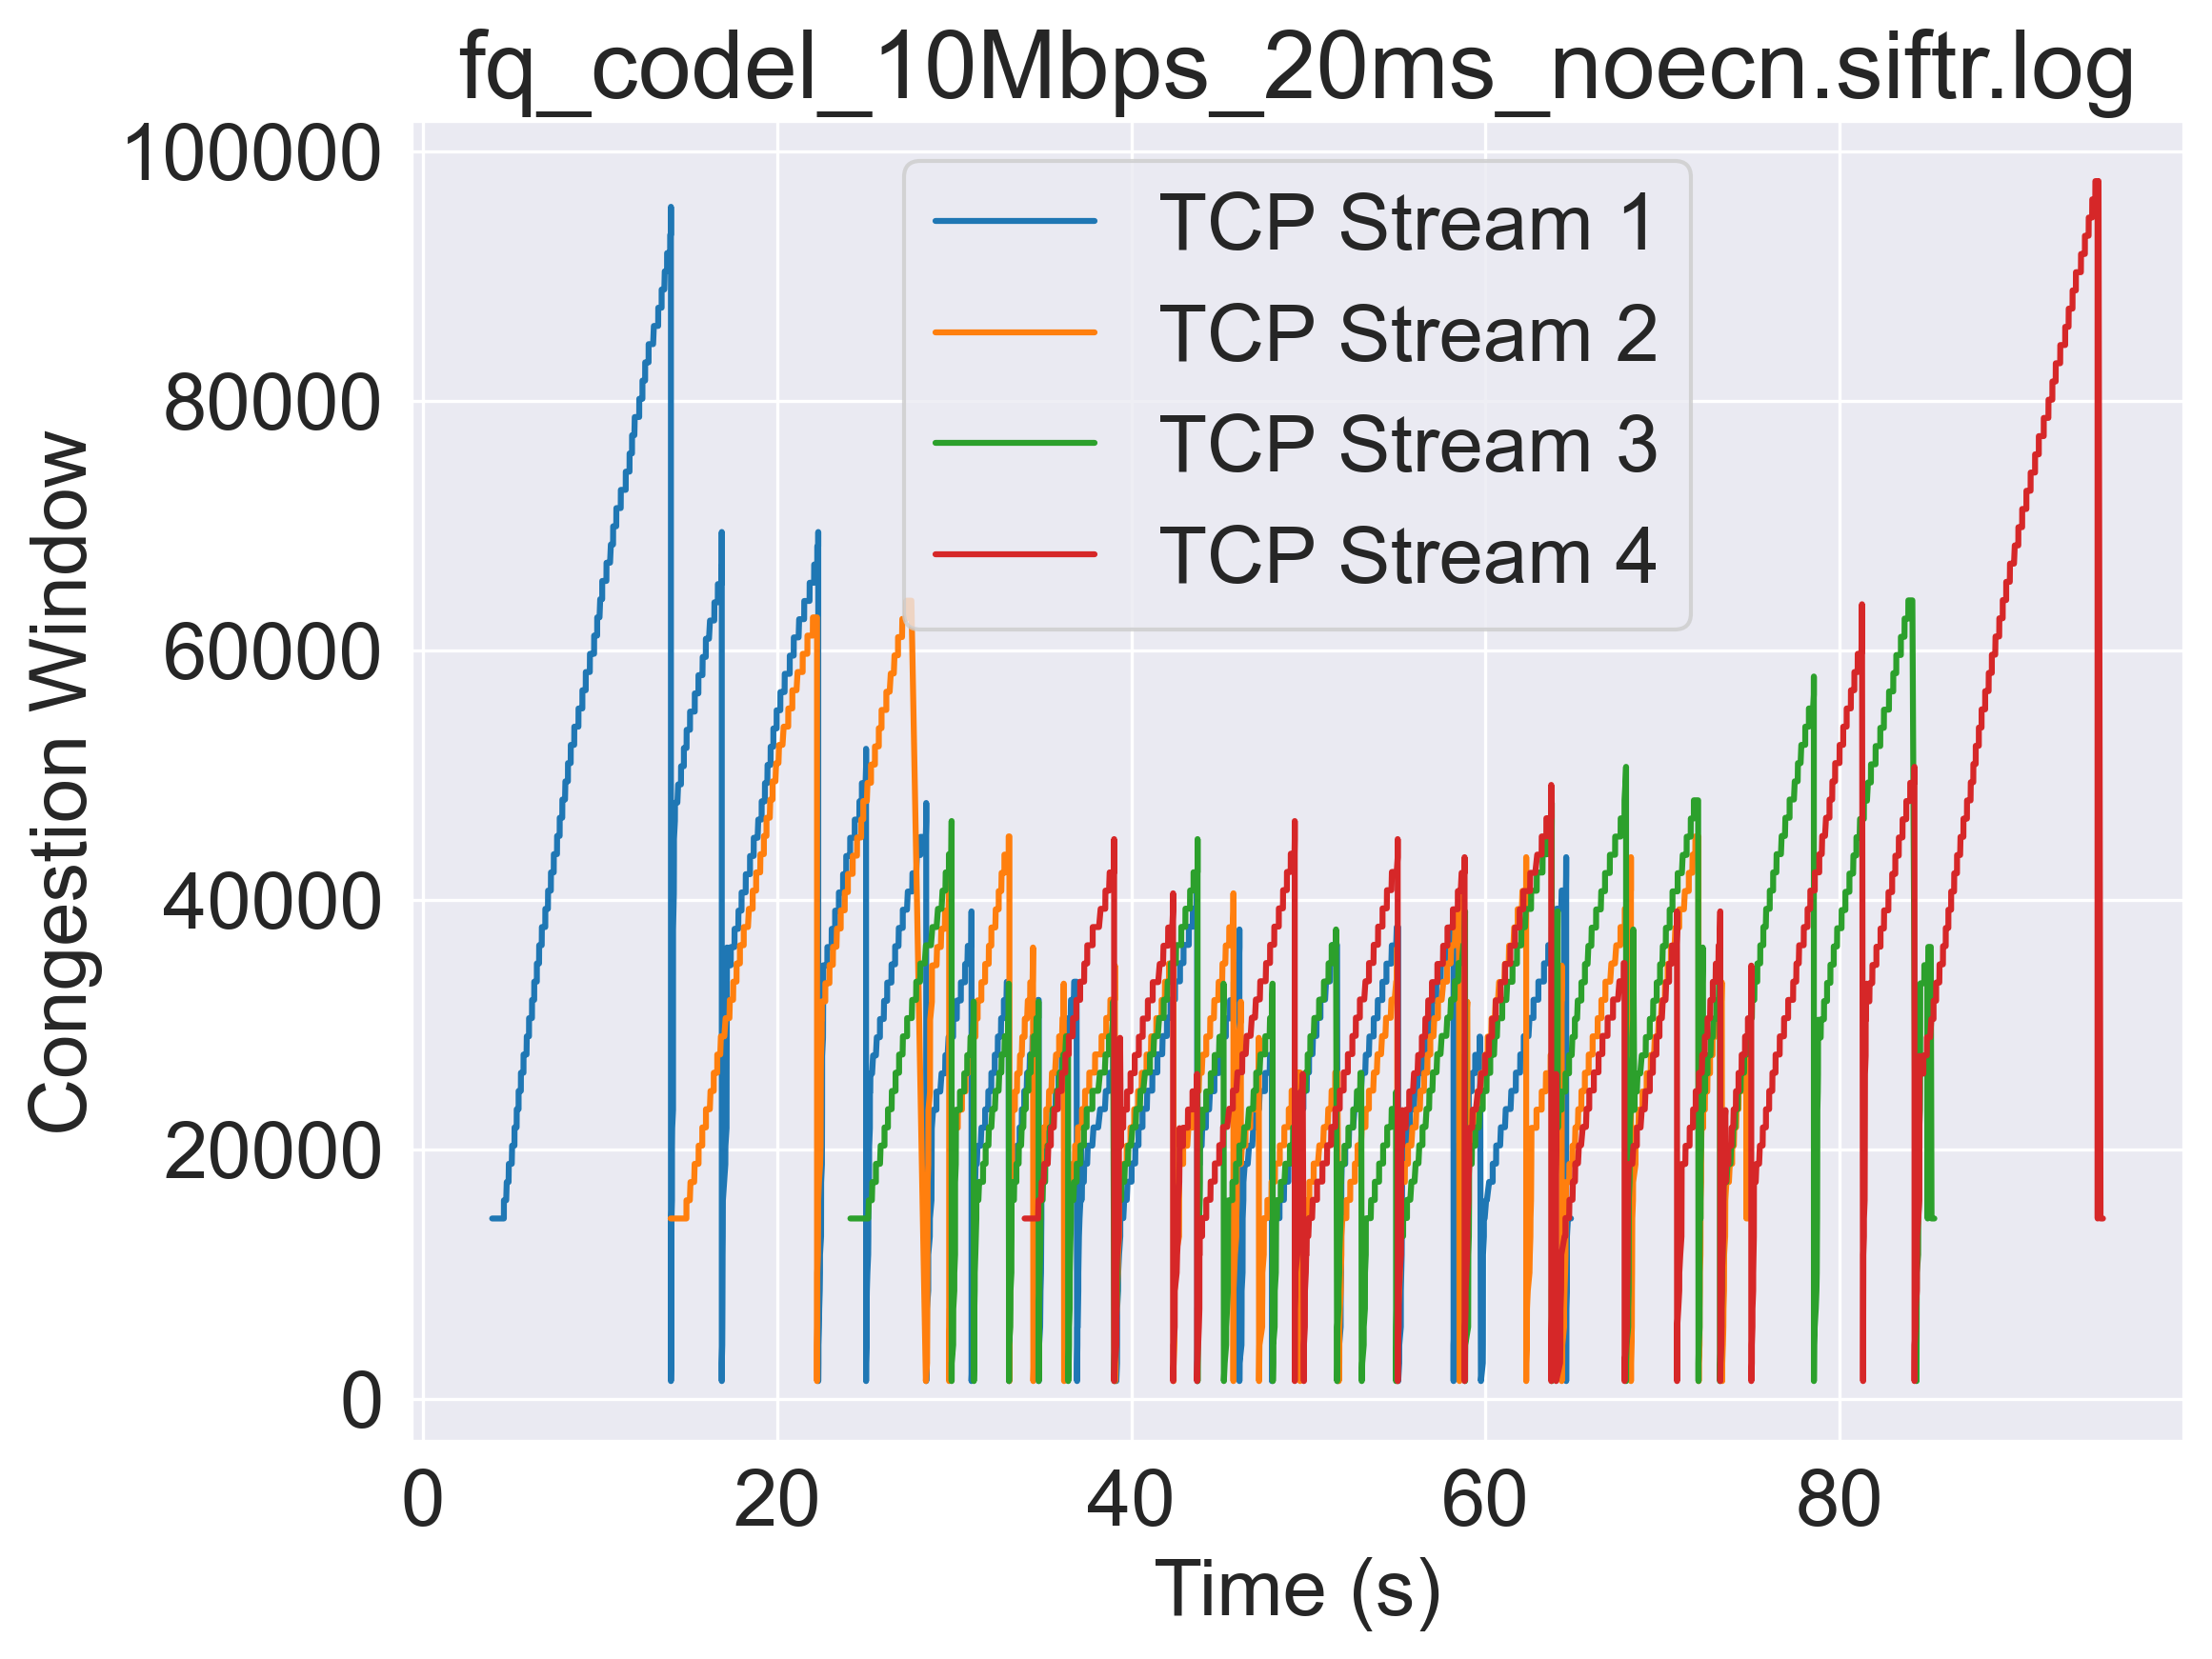 fq_codel_10Mbps_20ms_noecn.siftr.log
100000
80000
60000
40000
20000
0
Congestion Window
TCP Stream 1
TCP Stream 2
TCP Stream 3
TCP Stream 4
0 20 40 60 80
Time (s)